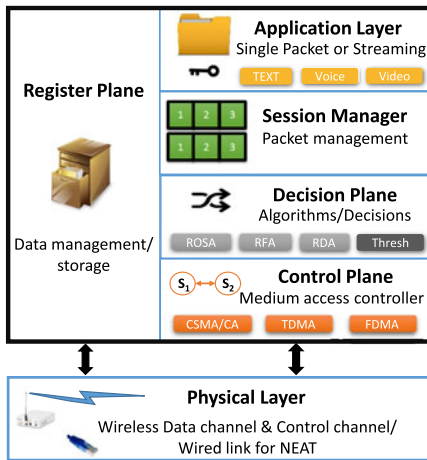 Register Plane
Data management/
storage
Application Layer
Single Packet or Streaming
TEXT Voice Video
Session Manager
1 2 3
1 2 3
Packet management
Decision Plane
Algorithms/Decisions
ROSA RFA RDA Thresh
S1 S2
Control Plane
Medium access controller
CSMA/CA TDMA FDMA
Physical Layer
Wireless Data channel & Control channel/
Wired link for NEAT